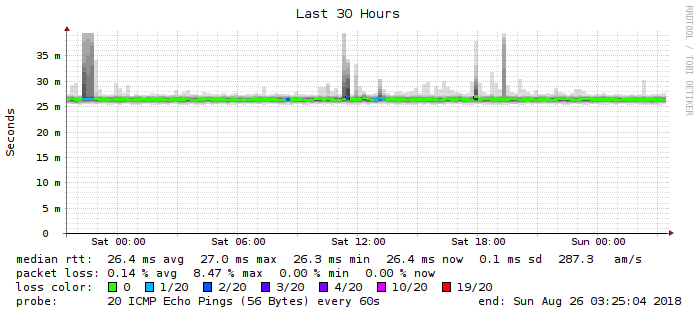 Last 30 Hours
RRDTOOL / TOBI OETIKER
Seconds
35 m
30 m
25 m
20 m
15 m
10 m
5 m
0
Sat 00:00 Sat 06:00 Sat 12:00 Sat 18:00 Sun 00:00
median rtt: 26.4 ms avg 27.0 ms max 26.3 ms min 26.4 ms now 0.1 ms sd 287.3 am/s
packet loss: 0.14 % avg 8.47 % max 0.00 % min 0.00 % now
loss color: 0 1/20 2/20 3/20 4/20 10/20 19/20
probe: 20 ICMP Echo Pings (56 Bytes) every 60s end: Sun Aug 26 03:25:04 2018